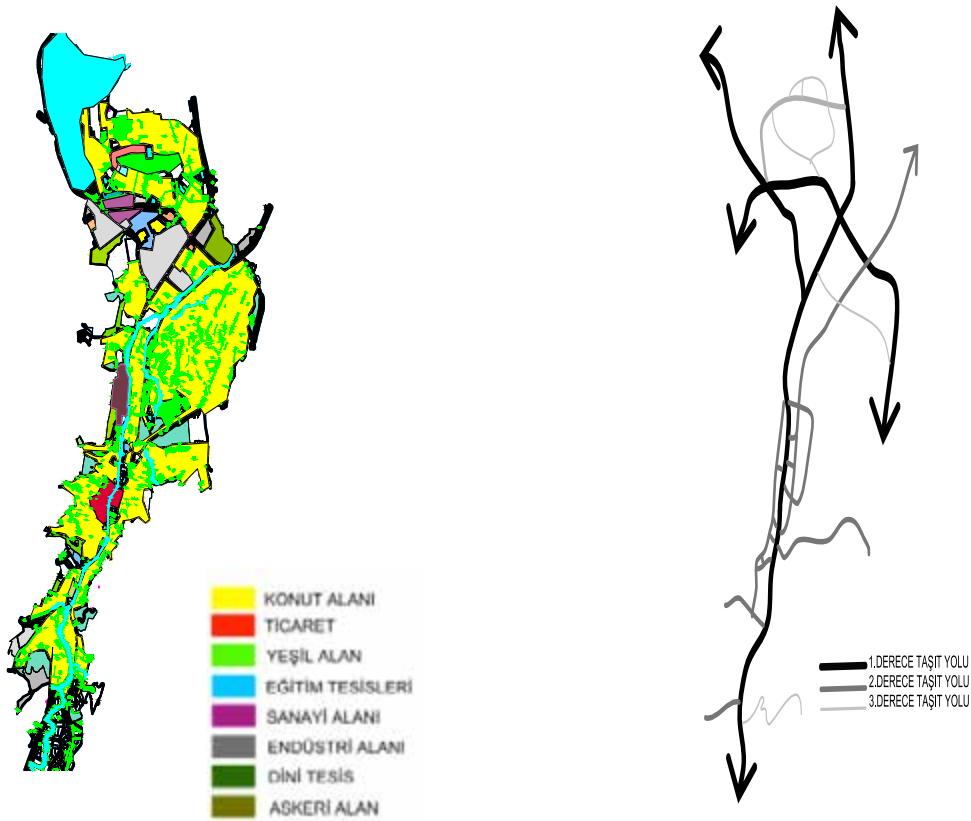 KONUT ALANI
TİCARET
YEŞİL ALAN
EĞİTİM TESİSLERİ
SANAYİ ALANI
ENDÜSTRİ ALANI
DİNİ TESİS
ASKERİ ALAN
1.DERECE TAŞIT YOLU
2.DERECE TAŞIT YOLU
3.DERECE TAŞIT YOLU